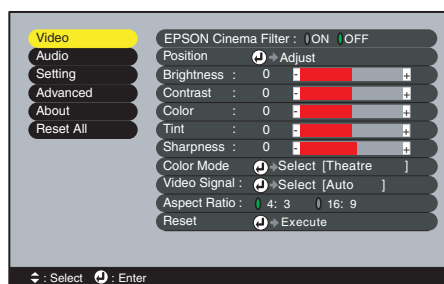 Video
Audio
Setting
Advanced
About
Reset All
EPSON Cinema Filter : ON OFF
Position Adjust
Brightness : 0 - +
Contrast : 0 - +
Color : 0 - +
Tint : 0 - +
Sharpness : 0 - +
Color Mode Select [Theatre ]
Video Signal : Select [Auto ]
Aspect Ratio : 4: 3 16: 9
Reset Execute
: Select : Enter